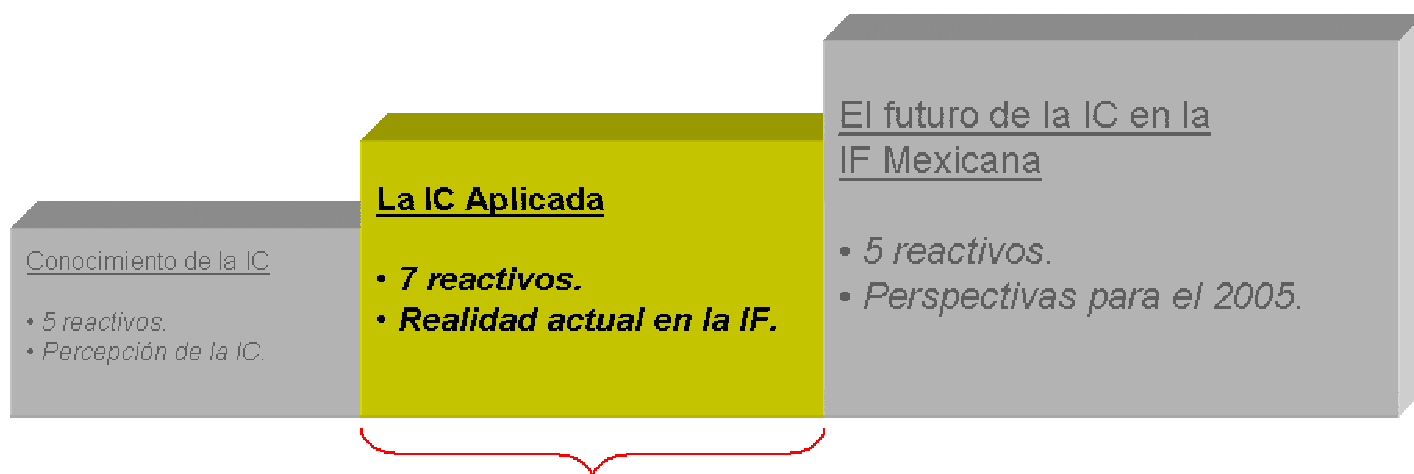 Conocimiento de la IC
• 5 reactivos.
• Percepción de la IC.
La IC Aplicada
• 7 reactivos.
• Realidad actual en la IF.
El futuro de la IC en la
IF Mexicana
• 5 reactivos.
• Perspectivas para el 2005.